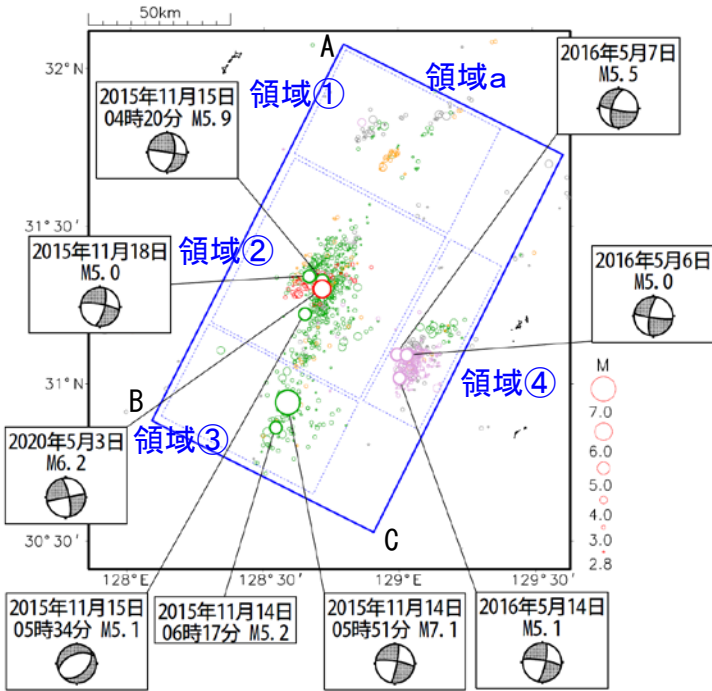 50km
A
32°N
領域①
領域a
2016年5月7日
M5.5
2015年11月15日
04時20分 M5.9
31°30′
領域②
2015年11月18日
M5.0
2016年5月6日
M5.0
31°N
B
領域③
領域④
M
7.0
6.0
5.0
4.0
3.0
2.8
2020年5月3日
M6.2
C
30°30′
128°E
128°30′
129°E
129°30′
2015年11月15日
05時34分 M5.1
2015年11月14日
06時17分 M5.2
2015年11月14日
05時51分 M7.1
2016年5月14日
M5.1